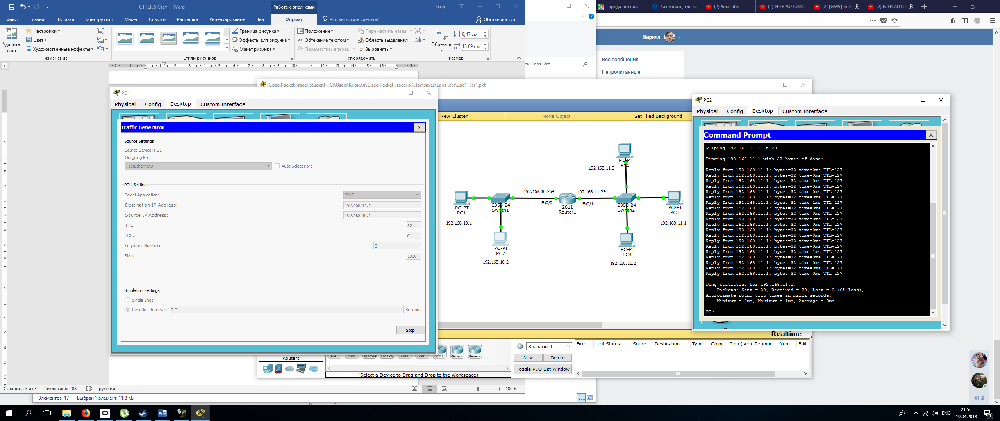 CTTLR 5 Стат - Word
Работа с рисунками
Вход
Файл Главная Вставка Конструктор Макет Ссылки Рассылки Рецензирование Вид Формат Что вы хотите сделать? Общий доступ
Удалить фон
Настройки
Цвет
Художественные эффекты
Изменение
Стили рисунков
Граница рисунка
Эффекты для рисунка
Макет рисунка
Положение
Обтекание текстом
Переместить вперед
Переместить назад
Область выделения
Выровнять
Упорядочить
Обрезать
8,47 см
13,89 см
Размер
города россии –
Как узнать, где мо
(2) YouTube
(2) NIER AUTOMA
(2) [GMV] In th
(2) NIER AUTO
Кирилл
Все сообщения
Непрочитанные
ск: Labs Stat
Cisco Packet Tracer Student - C:\Users\Кирилл\Cisco Packet Tracer 6.1.1sv\saves\Labs Stat\Zad1_Var1.pkt
New Cluster
Move Object
Set Tiled Background
PC1
Physical Config Desktop Custom Interface
Traffic Generator
X
Source Settings
Source Device: PC1
Outgoing Port:
FastEthernet0
Auto Select Port
PDU Settings
Select Application: PING
Destination IP Address: 192.168.11.1
Source IP Address: 192.168.10.1
TTL: 32
TOS: 0
Sequence Number: 2
Size: 1000
Simulation Settings
Single Shot
Periodic Interval: 0.3 Seconds
Stop
PC-PT
PC5
192.168.11.3
192.168.10.254
192.168.11.254
Fa0/0
Fa0/1
PC-PT
PC1
192.168.10.1
2950-24
Switch1
2811
Router1
2950-24
Switch2
PC-PT
PC3
192.168.11.1
PC-PT
PC2
192.168.10.2
PC-PT
PC4
192.168.11.2
PC2
Physical Config Desktop Custom Interface
Command Prompt
X
PC>ping 192.168.11.1 -n 20
Pinging 192.168.11.1 with 32 bytes of data:
Reply from 192.168.11.1: bytes=32 time=0ms TTL=127
Reply from 192.168.11.1: bytes=32 time=0ms TTL=127
Reply from 192.168.11.1: bytes=32 time=0ms TTL=127
Reply from 192.168.11.1: bytes=32 time=0ms TTL=127
Reply from 192.168.11.1: bytes=32 time=0ms TTL=127
Reply from 192.168.11.1: bytes=32 time=0ms TTL=127
Reply from 192.168.11.1: bytes=32 time=1ms TTL=127
Reply from 192.168.11.1: bytes=32 time=0ms TTL=127
Reply from 192.168.11.1: bytes=32 time=0ms TTL=127
Reply from 192.168.11.1: bytes=32 time=0ms TTL=127
Reply from 192.168.11.1: bytes=32 time=0ms TTL=127
Reply from 192.168.11.1: bytes=32 time=0ms TTL=127
Reply from 192.168.11.1: bytes=32 time=0ms TTL=127
Reply from 192.168.11.1: bytes=32 time=0ms TTL=127
Reply from 192.168.11.1: bytes=32 time=0ms TTL=127
Reply from 192.168.11.1: bytes=32 time=1ms TTL=127
Reply from 192.168.11.1: bytes=32 time=0ms TTL=127
Reply from 192.168.11.1: bytes=32 time=0ms TTL=127
Reply from 192.168.11.1: bytes=32 time=0ms TTL=127
Reply from 192.168.11.1: bytes=32 time=0ms TTL=127
Ping statistics for 192.168.11.1:
Packets: Sent = 20, Received = 20, Lost = 0 (0% loss),
Approximate round trip times in milli-seconds:
Minimum = 0ms, Maximum = 1ms, Average = 0ms
PC>
Realtime
Routers
1841 1941 2620XM 2621XM 2811 2901 2911 Generic Generic
(Select a Device to Drag and Drop to the Workspace)
Scenario 0
New Delete
Toggle PDU List Window
Fire Last Status Source Destination Type Color Time(sec) Periodic Num Edit
Страница 3 из 3 Число слов: 208 русский 100 %
Элементов: 17 Выбран 1 элемент: 11,8 КБ
41
ENG
21:56
19.04.2018